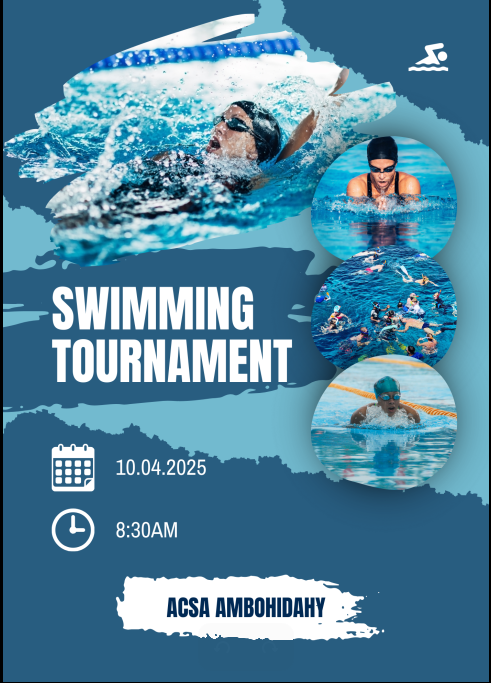 SWIMMING
TOURNAMENT
10.04.2025
8:30AM
ACSA AMBOHIDAHY